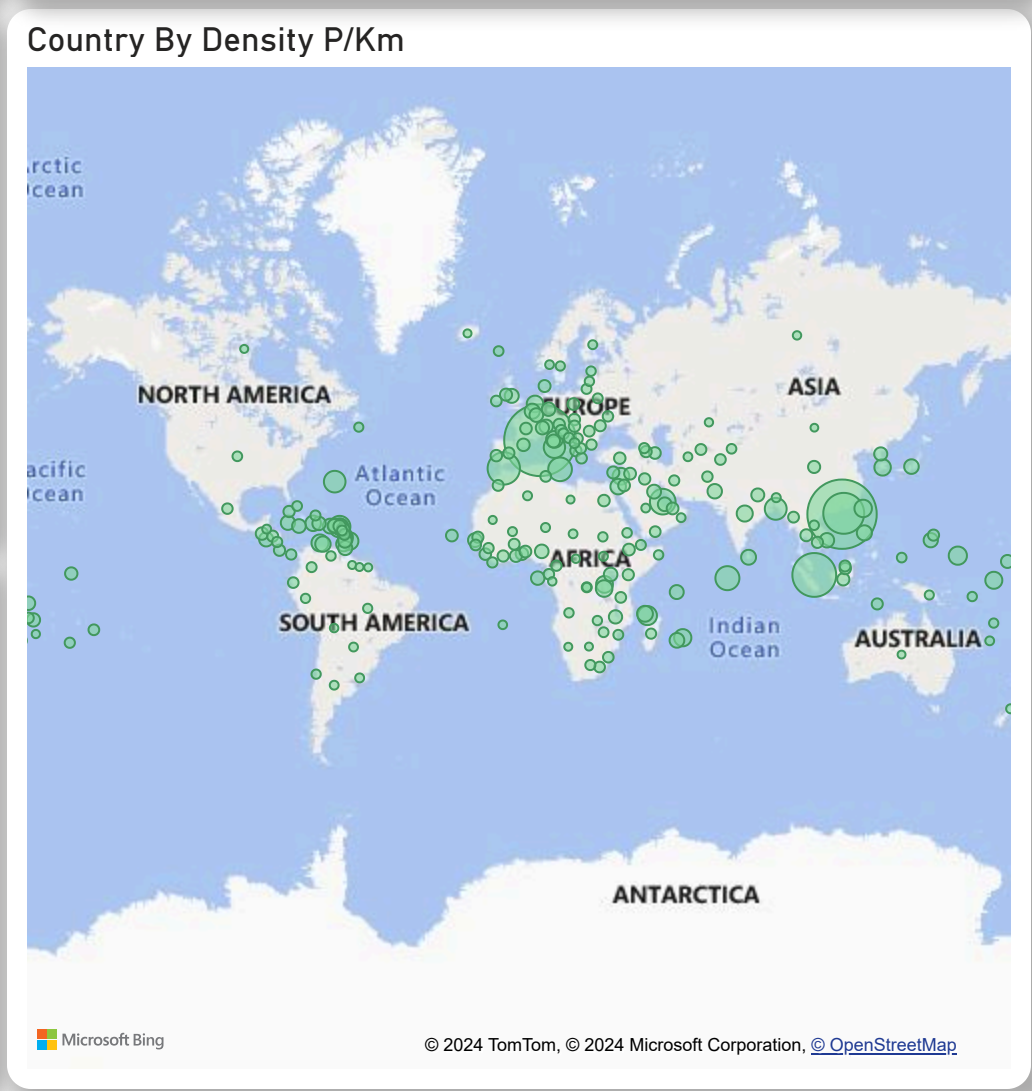 Country By Density P/Km
rctic
cean
NORTH AMERICA
ASIA
EUROPE
acific
cean
Atlantic
Ocean
AFRICA
SOUTH AMERICA
Indian
Ocean
AUSTRALIA
ANTARCTICA
Microsoft Bing
© 2024 TomTom, © 2024 Microsoft Corporation, © OpenStreetMap